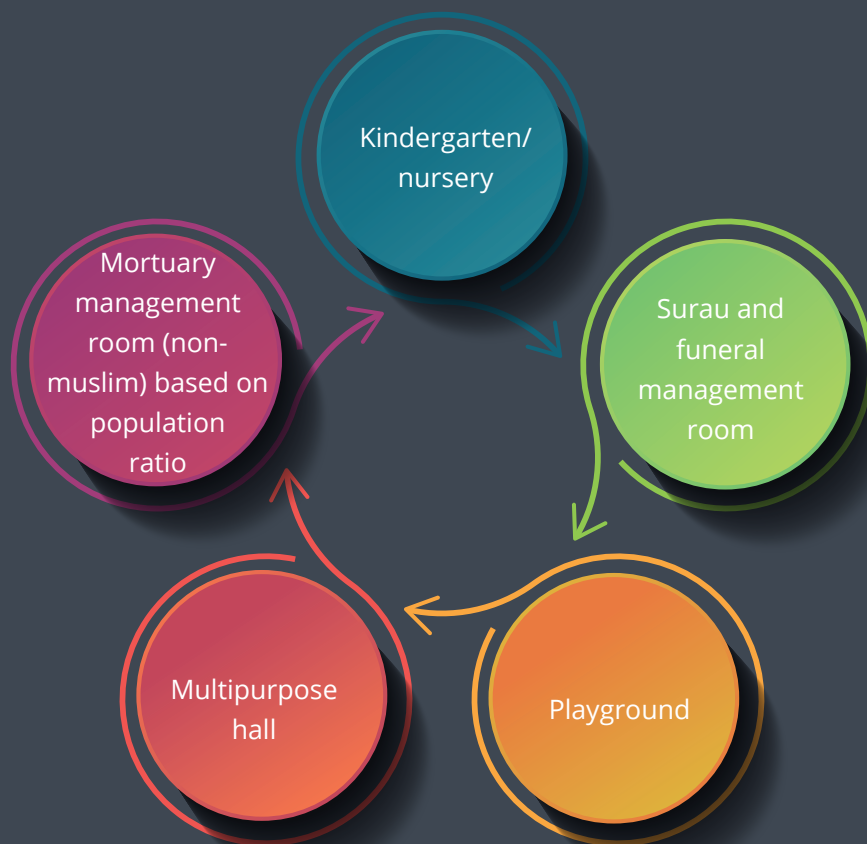 Kindergarten/
nursery
Surau and
funeral
management
room
Playground
Multipurpose
hall
Mortuary
management
room (non-
muslim) based on
population
ratio